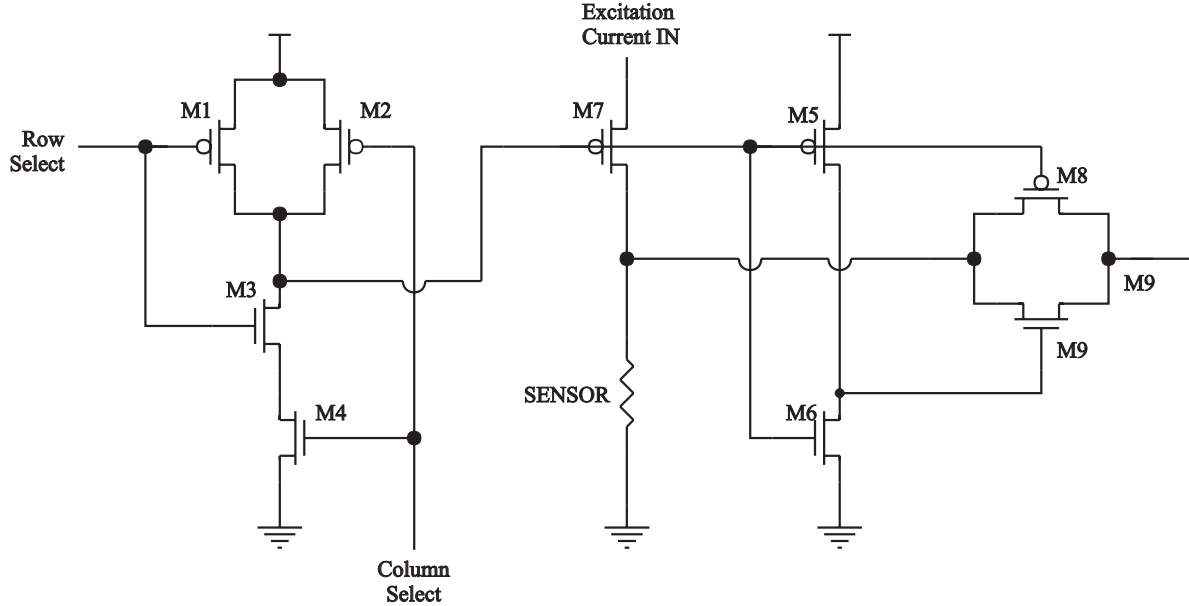 Excitation
Current IN
M1
M2
M7
M5
Row
Select
M8
M3
M9
M9
SENSOR
M4
M6
Column
Select